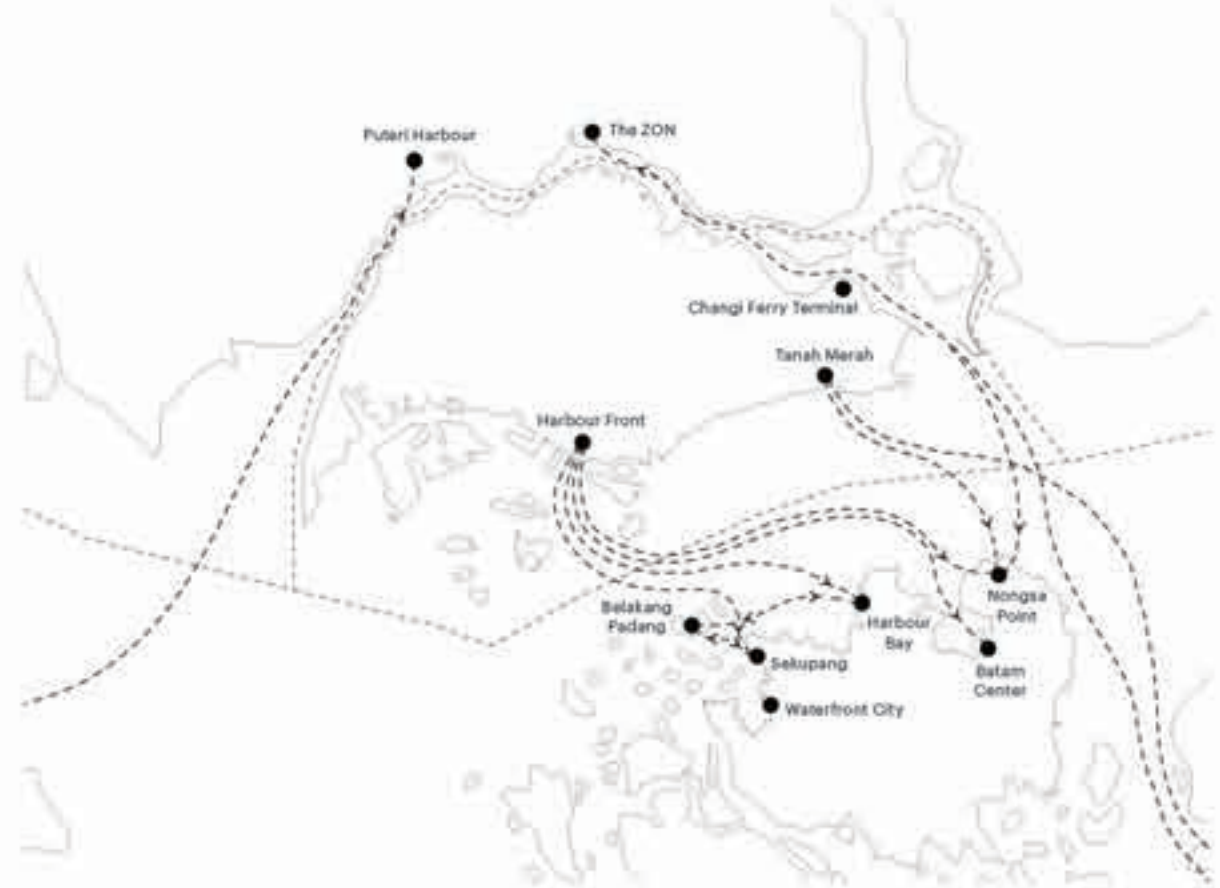 Puteri Harbour
The ZON
Changi Ferry Terminal
Tanah Merah
Harbour Front
Belakang
Padang
Nongsa
Point
Harbour
Bay
Sekupang
Batam
Center
Waterfront City